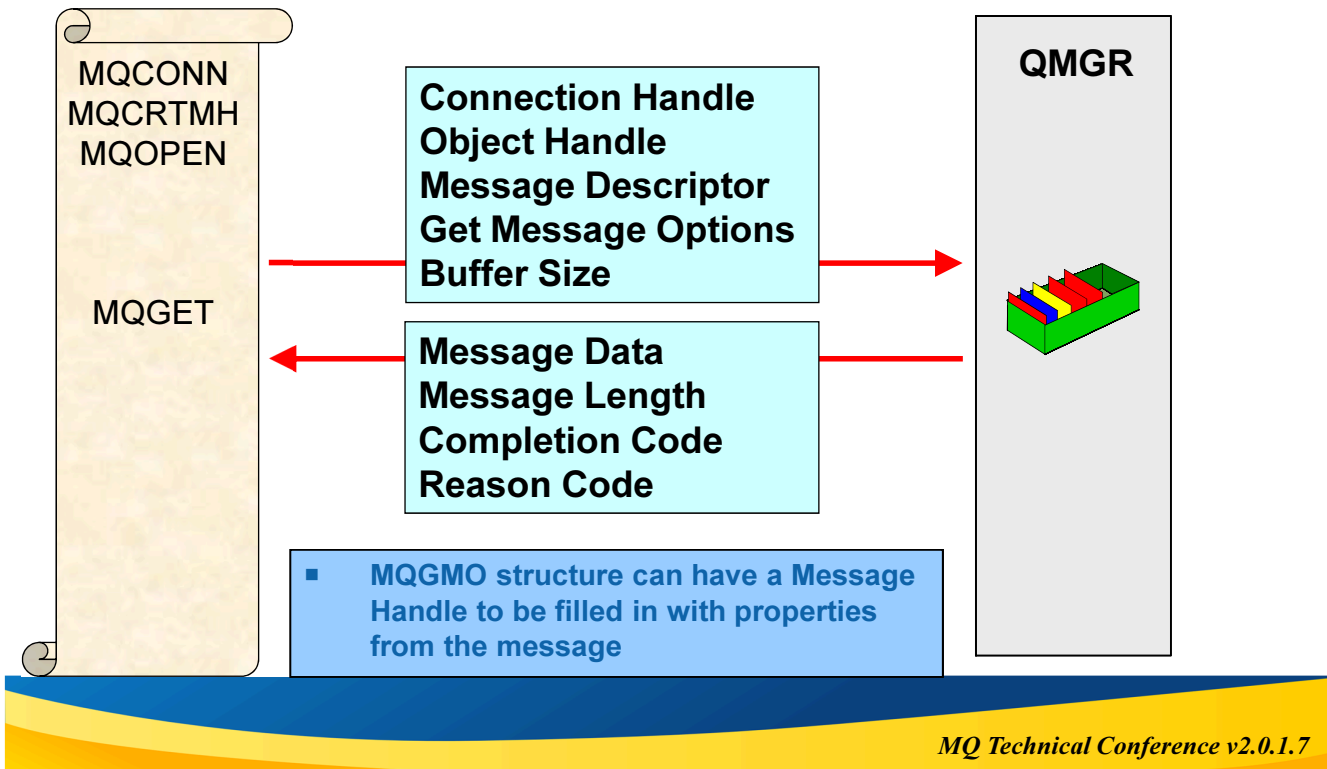 MQCONN
MQCRTMH
MQOPEN
MQGET
Connection Handle
Object Handle
Message Descriptor
Get Message Options
Buffer Size
Message Data
Message Length
Completion Code
Reason Code
QMGR
▪ MQGMO structure can have a Message
Handle to be filled in with properties
from the message
MQ Technical Conference v2.0.1.7